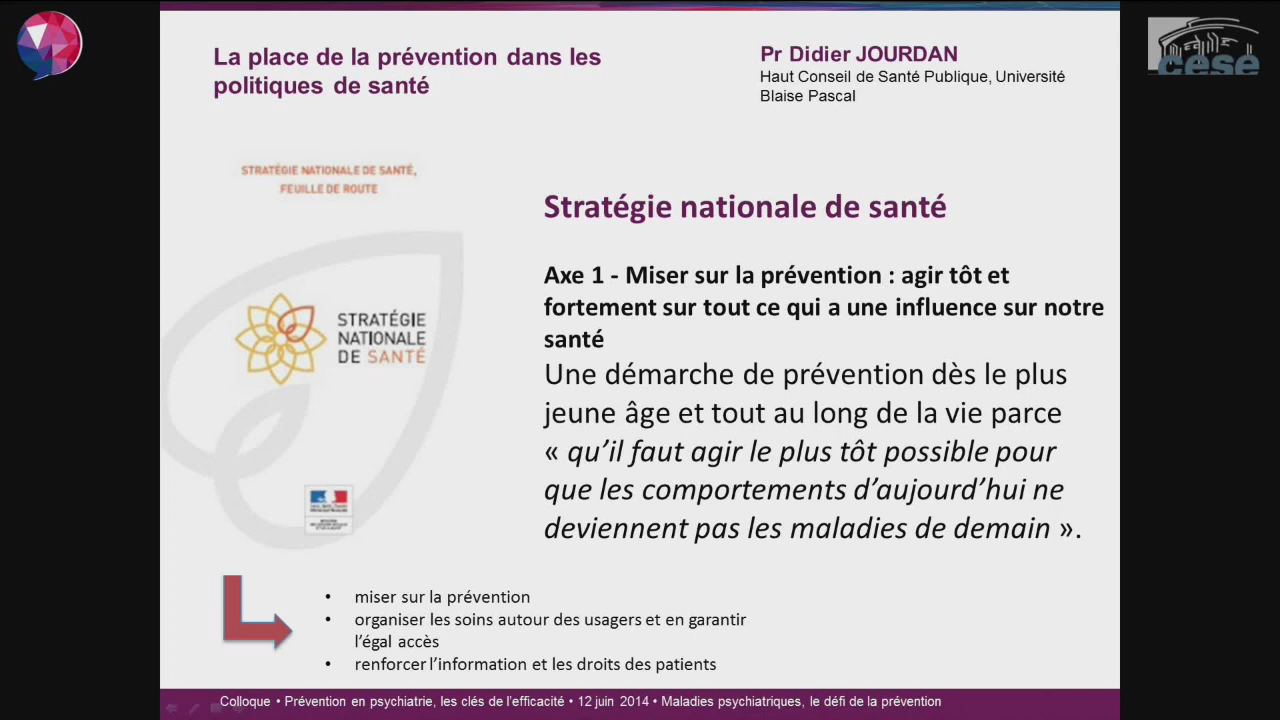 La place de la prévention dans les
politiques de santé
Pr Didier JOURDAN
Haut Conseil de Santé Publique, Université
Blaise Pascal
cese
STRATÉGIE NATIONALE DE SANTÉ,
FEUILLE DE ROUTE
STRATÉGIE
NATIONALE
DE SANTÉ
Stratégie nationale de santé
Axe 1 - Miser sur la prévention : agir tôt et
fortement sur tout ce qui a une influence sur notre
santé
Une démarche de prévention dès le plus
jeune âge et tout au long de la vie parce
« qu’il faut agir le plus tôt possible pour
que les comportements d’aujourd’hui ne
deviennent pas les maladies de demain ».
• miser sur la prévention
• organiser les soins autour des usagers et en garantir
l’égal accès
• renforcer l’information et les droits des patients
Colloque • Prévention en psychiatrie, les clés de l’efficacité • 12 juin 2014 • Maladies psychiatriques, le défi de la prévention